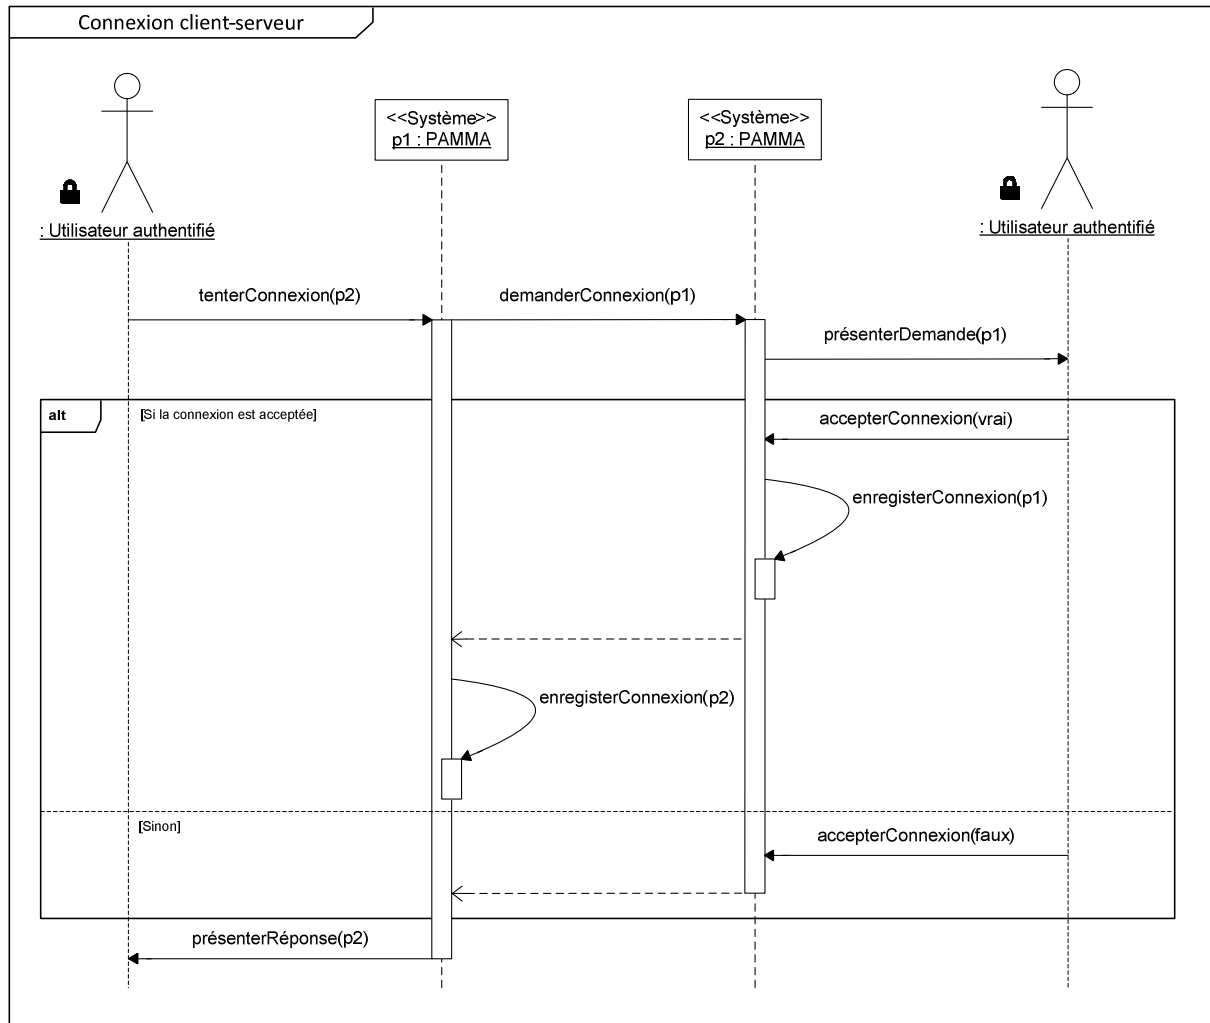 Connexion client-serveur
<<Système>>
p1 : PAMMA
<<Système>>
p2 : PAMMA
: Utilisateur authentifié
: Utilisateur authentifié
tenterConnexion(p2)
demanderConnexion(p1)
présenterDemande(p1)
alt
[Si la connexion est acceptée]
accepterConnexion(vrai)
enregisterConnexion(p1)
enregisterConnexion(p2)
[Sinon]
accepterConnexion(faux)
présenterRéponse(p2)